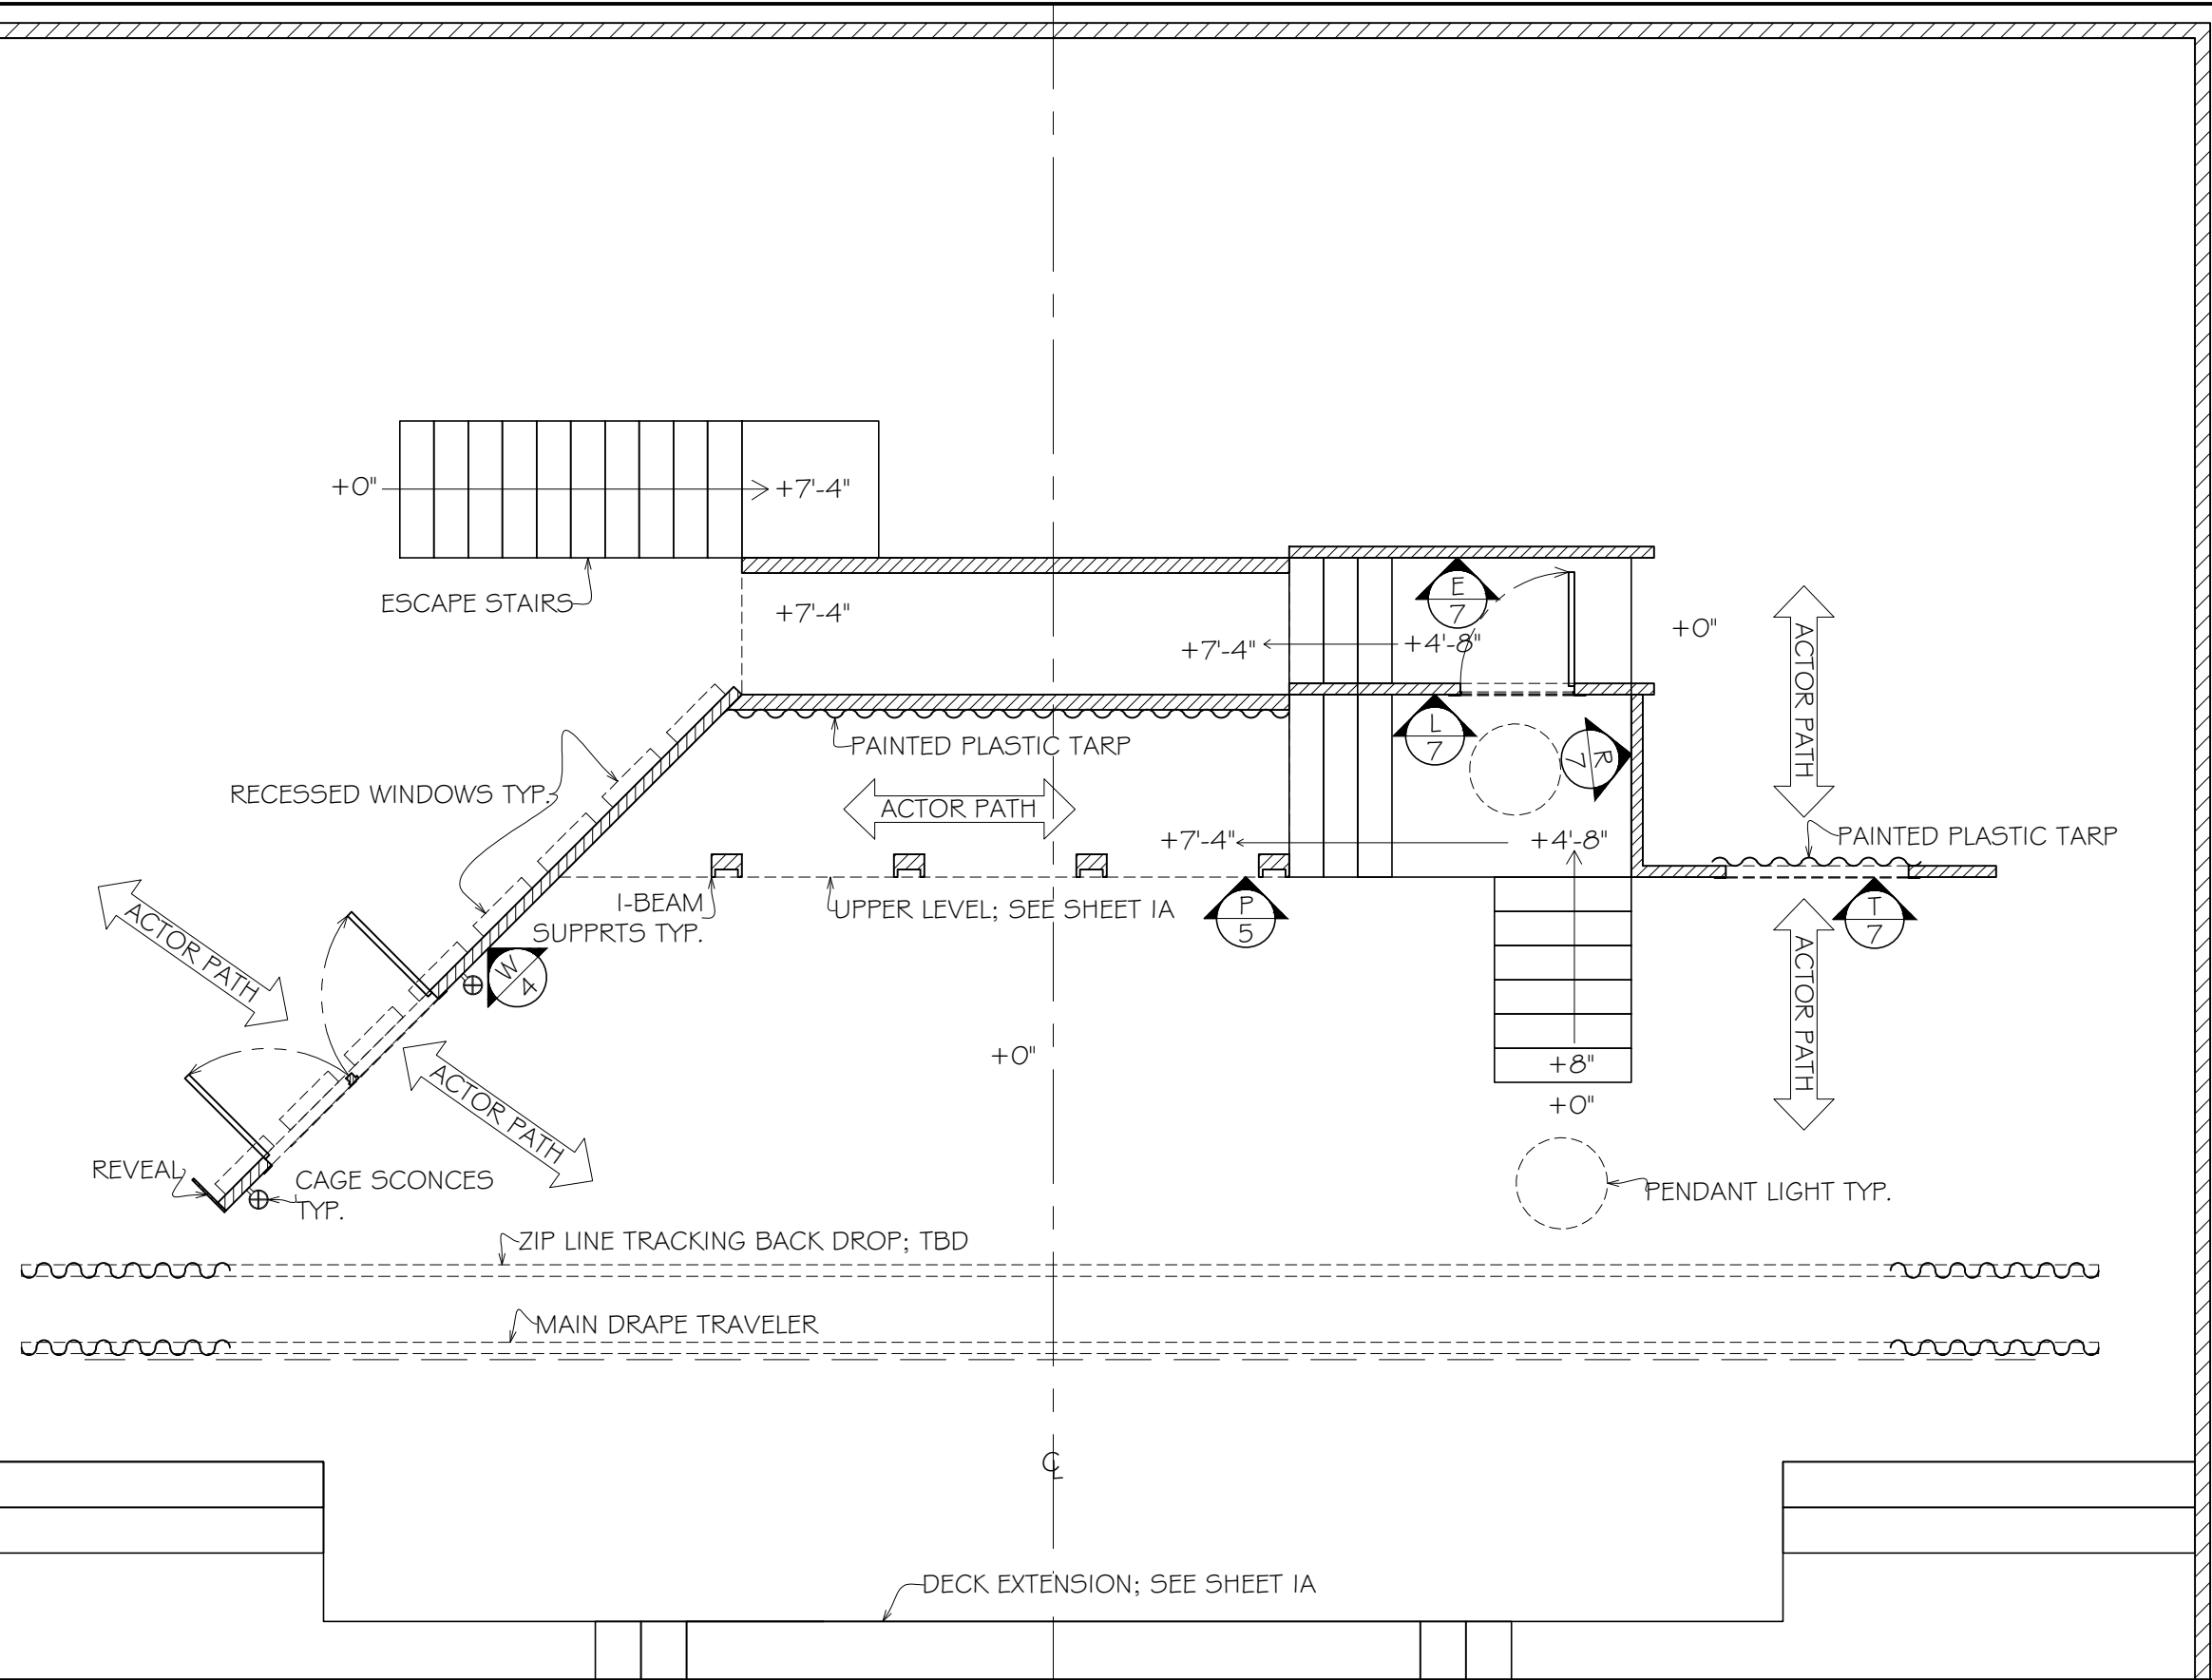 +0"
+7'-4"
ESCAPE STAIRS
+7'-4"
E
7
+7'-4"
+4'-8"
+0"
ACTOR PATH
PAINTED PLASTIC TARP
L
7
R
7
RECESSED WINDOWS TYP.
ACTOR PATH
+7'-4"
+4'-8"
PAINTED PLASTIC TARP
I-BEAM
SUPPRTS TYP.
UPPER LEVEL; SEE SHEET 1A
P
5
T
7
ACTOR PATH
W
4
ACTOR PATH
+0"
+8"
+0"
ACTOR PATH
REVEAL
CAGE SCONCES
TYP.
PENDANT LIGHT TYP.
ZIP LINE TRACKING BACK DROP; TBD
MAIN DRAPE TRAVELER
℄
DECK EXTENSION; SEE SHEET 1A